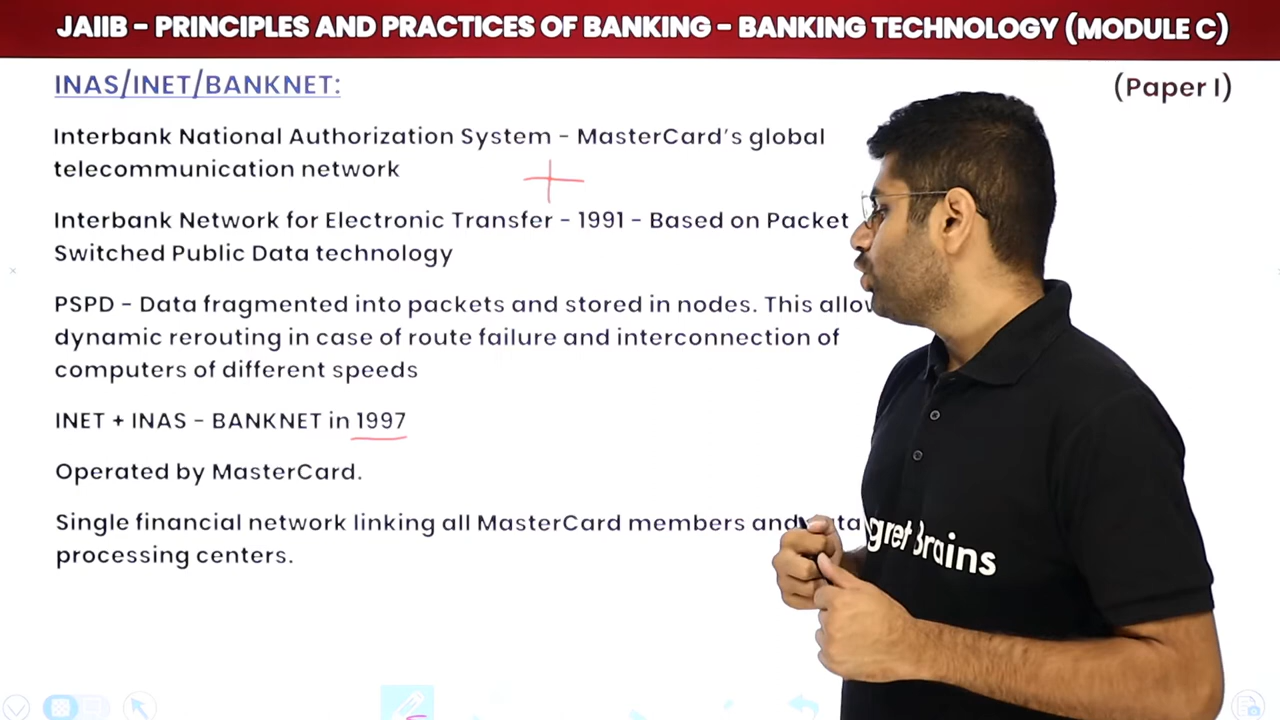 JAIIB - PRINCIPLES AND PRACTICES OF BANKING - BANKING TECHNOLOGY (MODULE C)
INAS/INET/BANKNET:
(Paper I)
Interbank National Authorization System - MasterCard's global
telecommunication network
Interbank Network for Electronic Transfer - 1991 - Based on Packet
Switched Public Data technology
PSPD - Data fragmented into packets and stored in nodes. This allow
dynamic rerouting in case of route failure and interconnection of
computers of different speeds
INET + INAS - BANKNET in 1997
Operated by MasterCard.
Single financial network linking all MasterCard members and ata
processing centers.
gret Brains